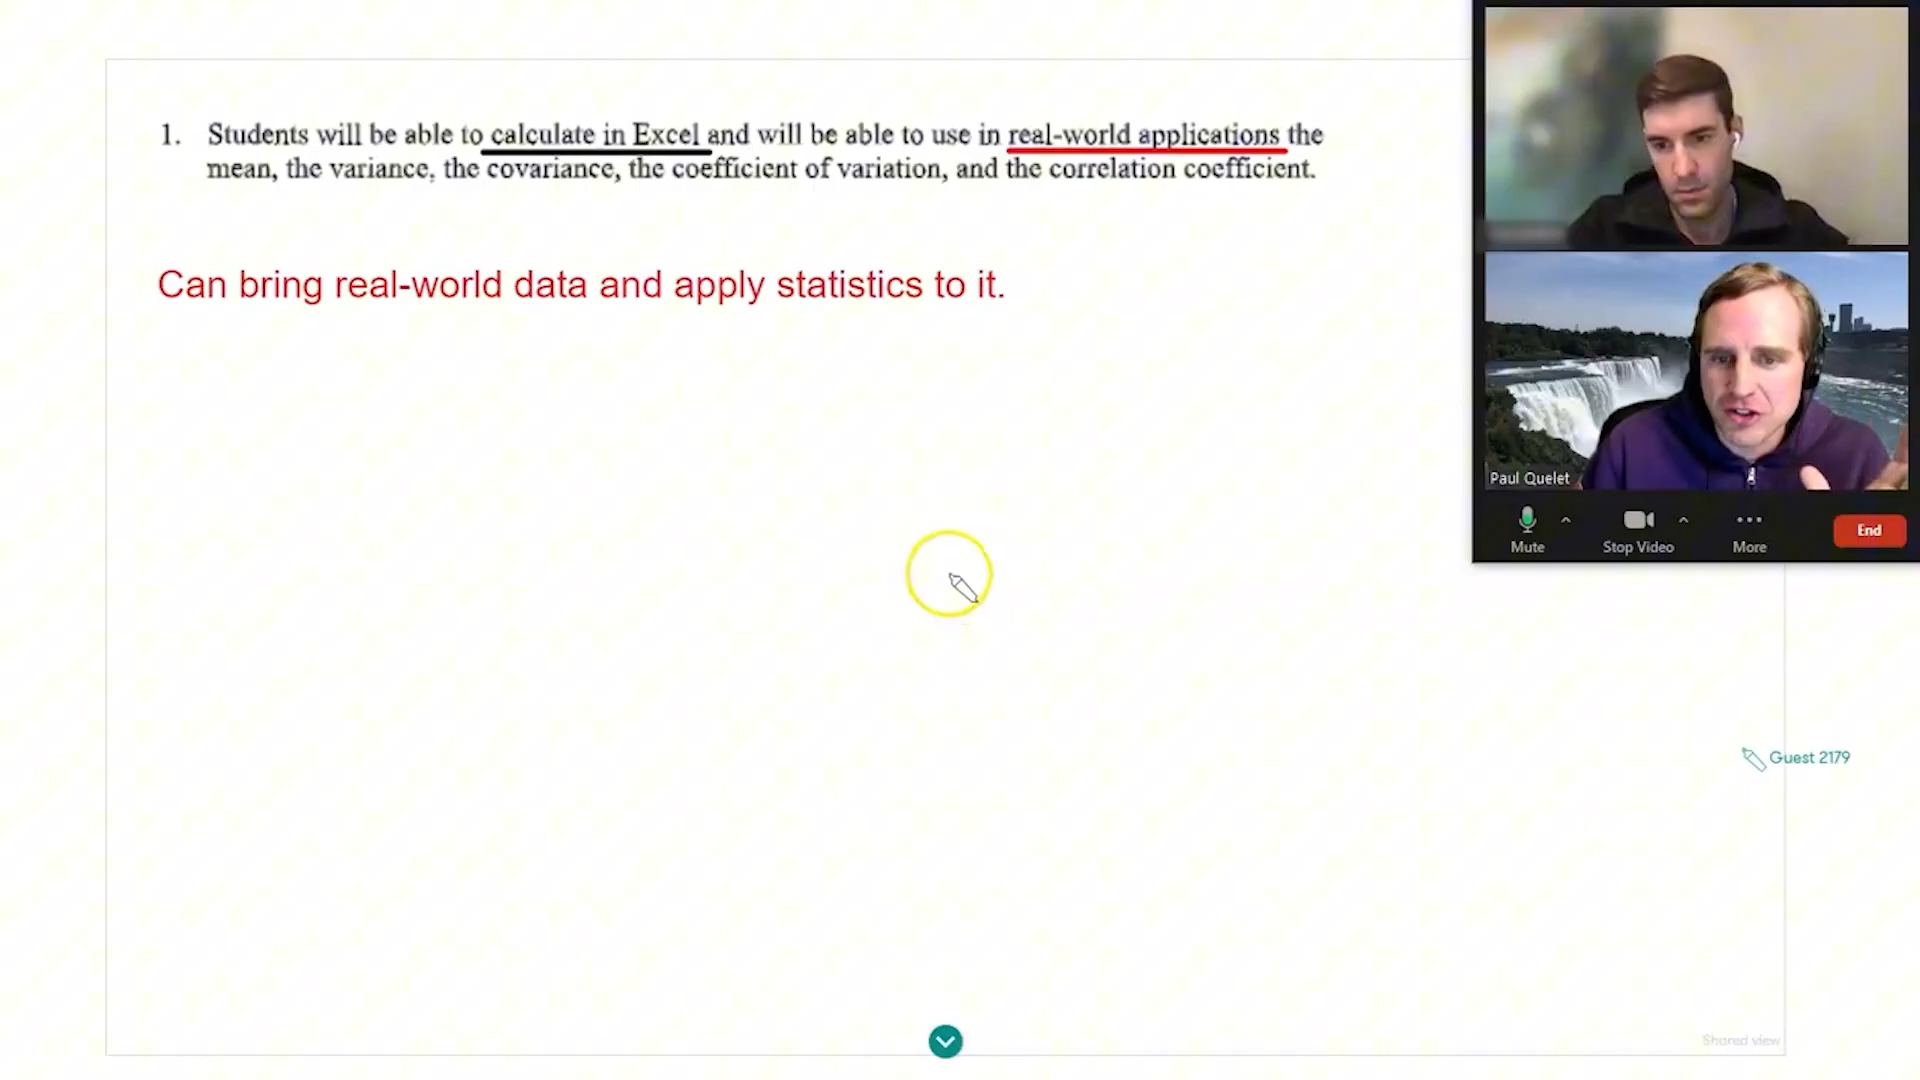 1. Students will be able to calculate in Excel and will be able to use in real-world applications the
mean, the variance, the covariance, the coefficient of variation, and the correlation coefficient.
Can bring real-world data and apply statistics to it.
Paul Quelet
Mute
Stop Video
More
End
Guest 2179
Shared view